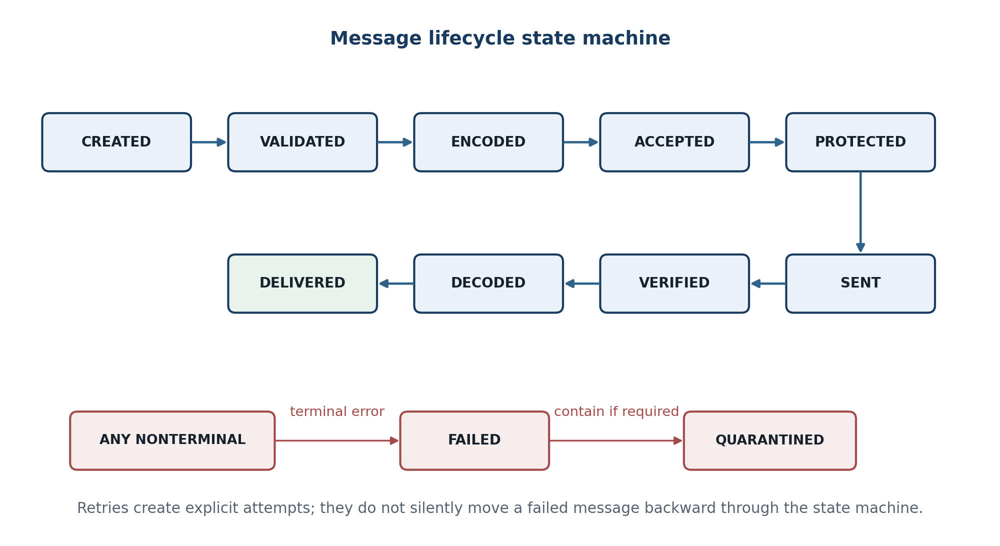 Message lifecycle state machine
CREATED
VALIDATED
ENCODED
ACCEPTED
PROTECTED
DELIVERED
DECODED
VERIFIED
SENT
terminal error
contain if required
ANY NONTERMINAL
FAILED
QUARANTINED
Retries create explicit attempts; they do not silently move a failed message backward through the state machine.